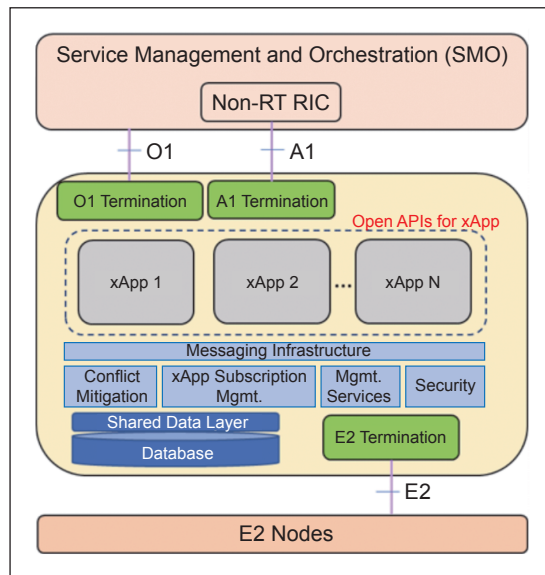 Service Management and Orchestration (SMO)
Non-RT RIC
O1
A1
O1 Termination
A1 Termination
Open APIs for xApp
xApp 1
xApp 2
...
xApp N
Messaging Infrastructure
Conflict
Mitigation
xApp Subscription
Mgmt.
Mgmt.
Services
Security
Shared Data Layer
Database
E2 Termination
E2
E2 Nodes